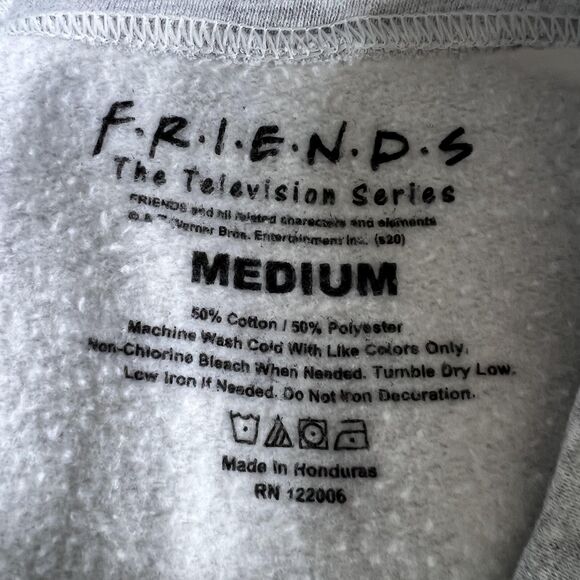 F·R·I·E·N·D·S
The Television Series
FRIENDS and all related characters and elements
Warner Bros. Entertainment Inc. (s20)
MEDIUM
50% Cotton / 50% Polyester
Machine Wash Cold With Like Colors Only.
Non-Chlorine Bleach When Needed. Tumble Dry Low.
Low Iron If Needed. Do Not Iron Decoration.
Made in Honduras
RN 122006